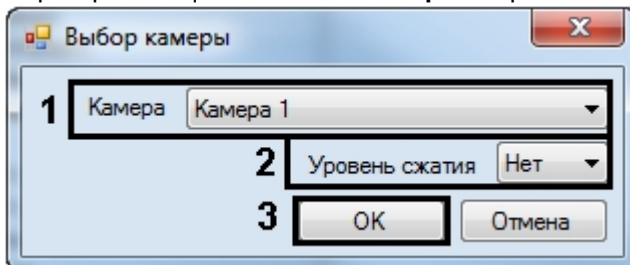 Выбор камеры
1 Камера Камера 1
2 Уровень сжатия Нет
3 OK Отмена